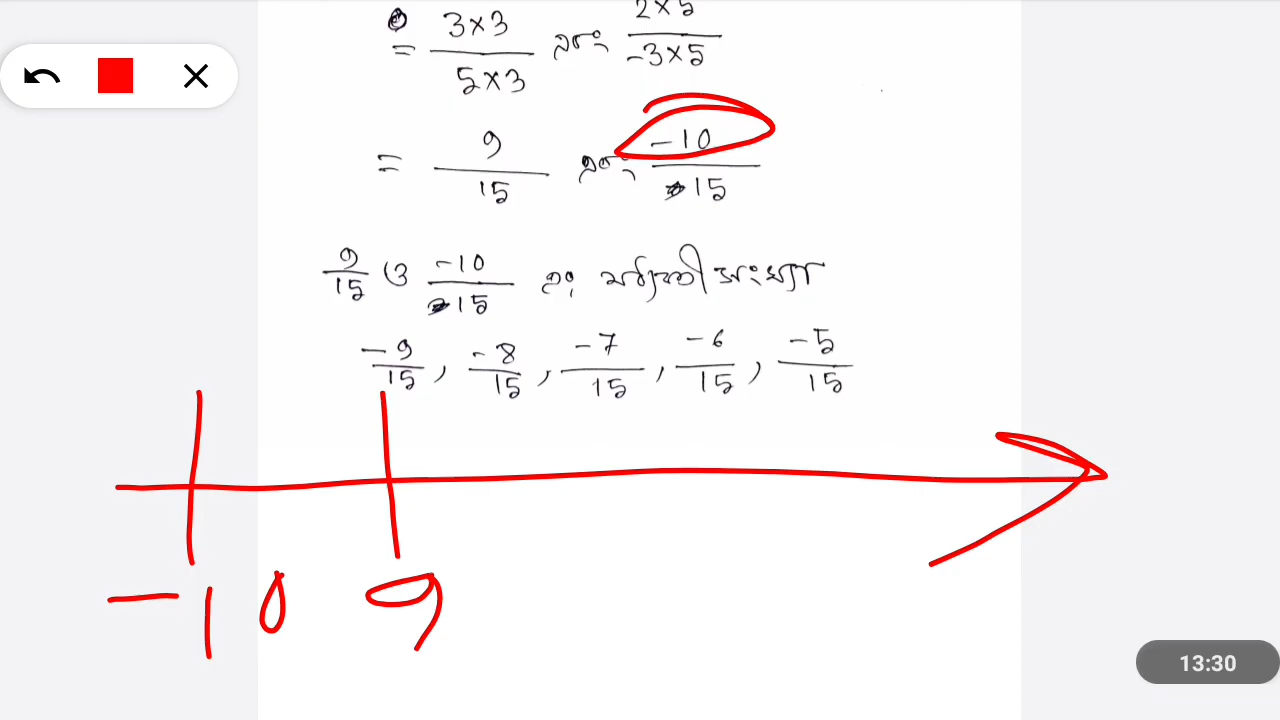 = 3×3/5×3 এবং 2×5/-3×5
= 9/15 এবং -10/15
9/15 ও -10/15 এর মধ্যবর্তী সংখ্যা
-9/15, -8/15, -7/15, -6/15, -5/15
-10 9
13:30